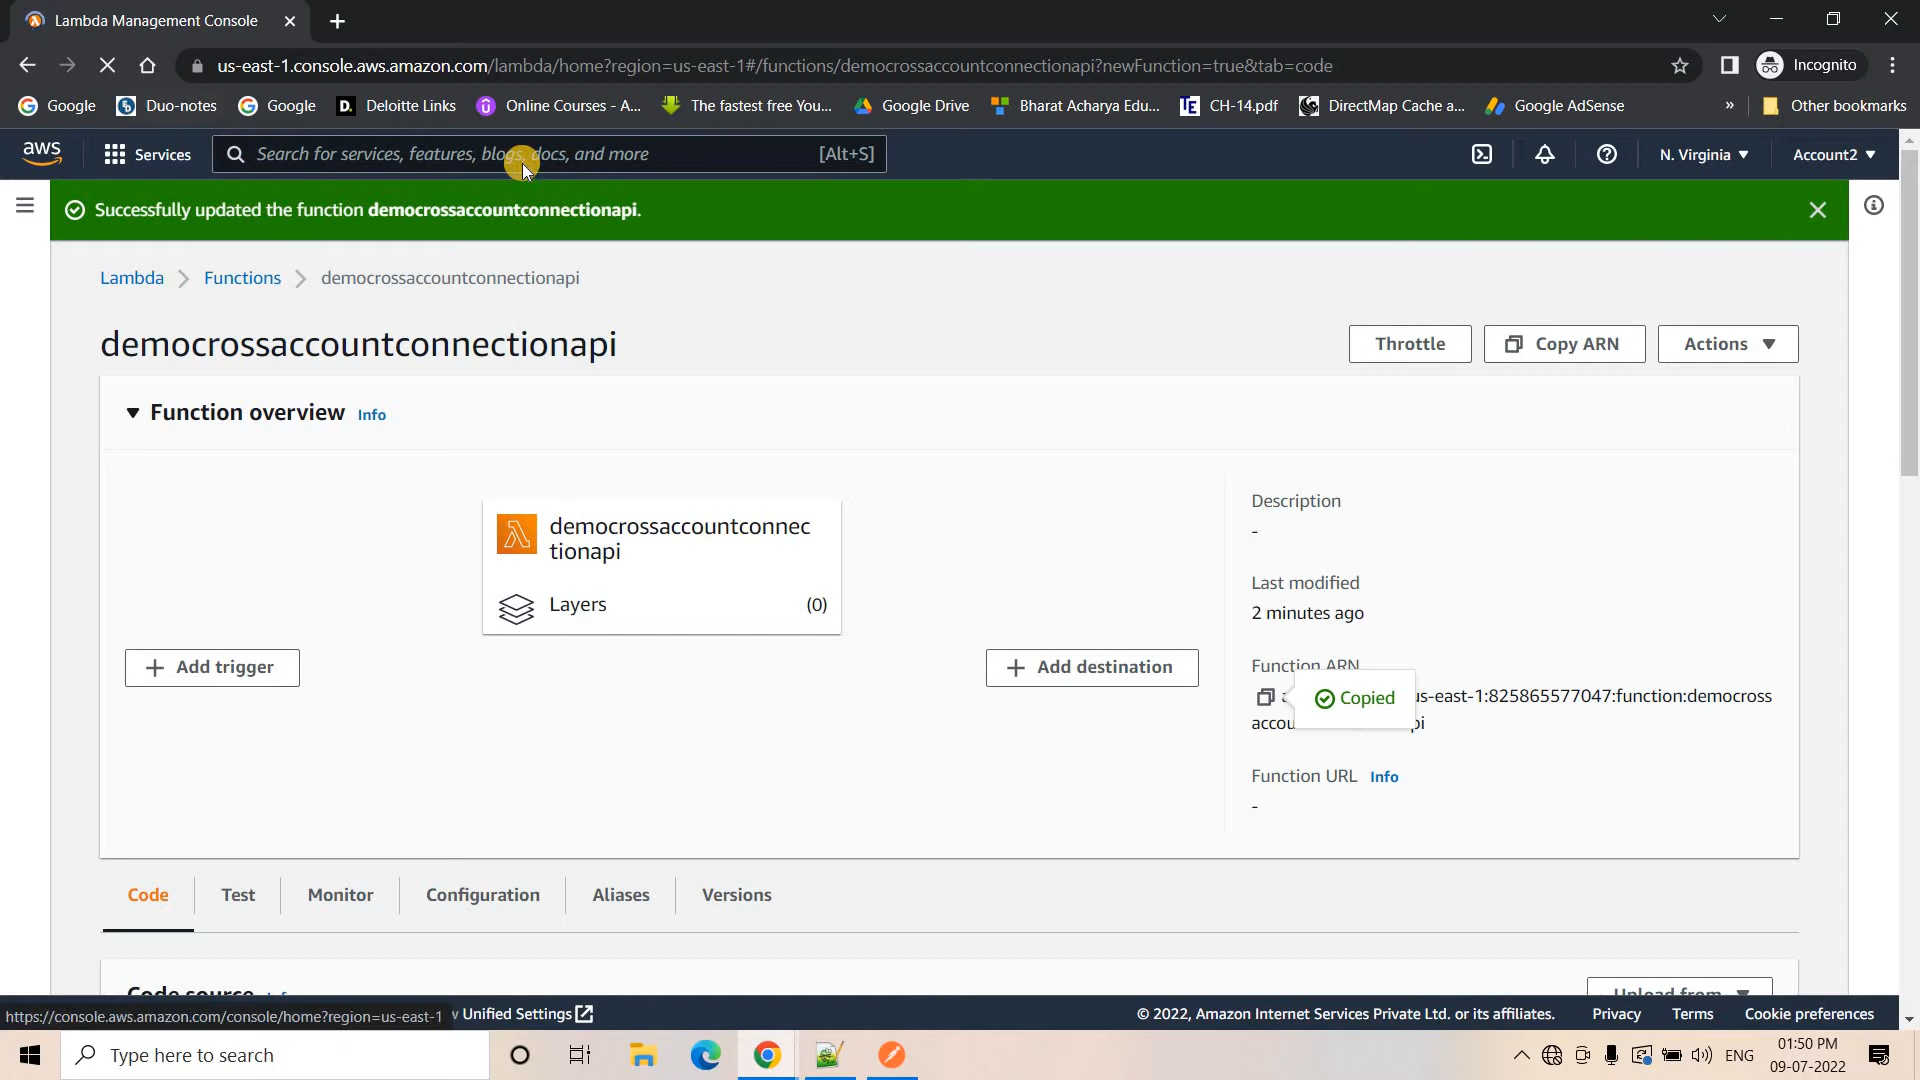 Lambda Management Console
us-east-1.console.aws.amazon.com/lambda/home?region=us-east-1#/functions/democrossaccountconnectionapi?newFunction=true&tab=code
Incognito
Google
Duo-notes
Google
D. Deloitte Links
Online Courses - A...
The fastest free You...
Google Drive
Bharat Acharya Edu...
TE CH-14.pdf
DirectMap Cache a...
Google AdSense
»
Other bookmarks
aws
Services
Search for services, features, blogs, docs, and more
[Alt+S]
N. Virginia
Account2
Successfully updated the function democrossaccountconnectionapi.
Lambda
Functions
democrossaccountconnectionapi
democrossaccountconnectionapi
Throttle
Copy ARN
Actions
Function overview Info
democrossaccountconnec
tionapi
Layers
(0)
Add trigger
Add destination
Description
-
Last modified
2 minutes ago
Function ARN
Copied
us-east-1:825865577047:function:democross
accou
pi
Function URL Info
-
Code
Test
Monitor
Configuration
Aliases
Versions
Code source
Upload from
https://console.aws.amazon.com/console/home?region=us-east-1
Unified Settings
© 2022, Amazon Internet Services Private Ltd. or its affiliates.
Privacy
Terms
Cookie preferences
Type here to search
ENG
01:50 PM
09-07-2022